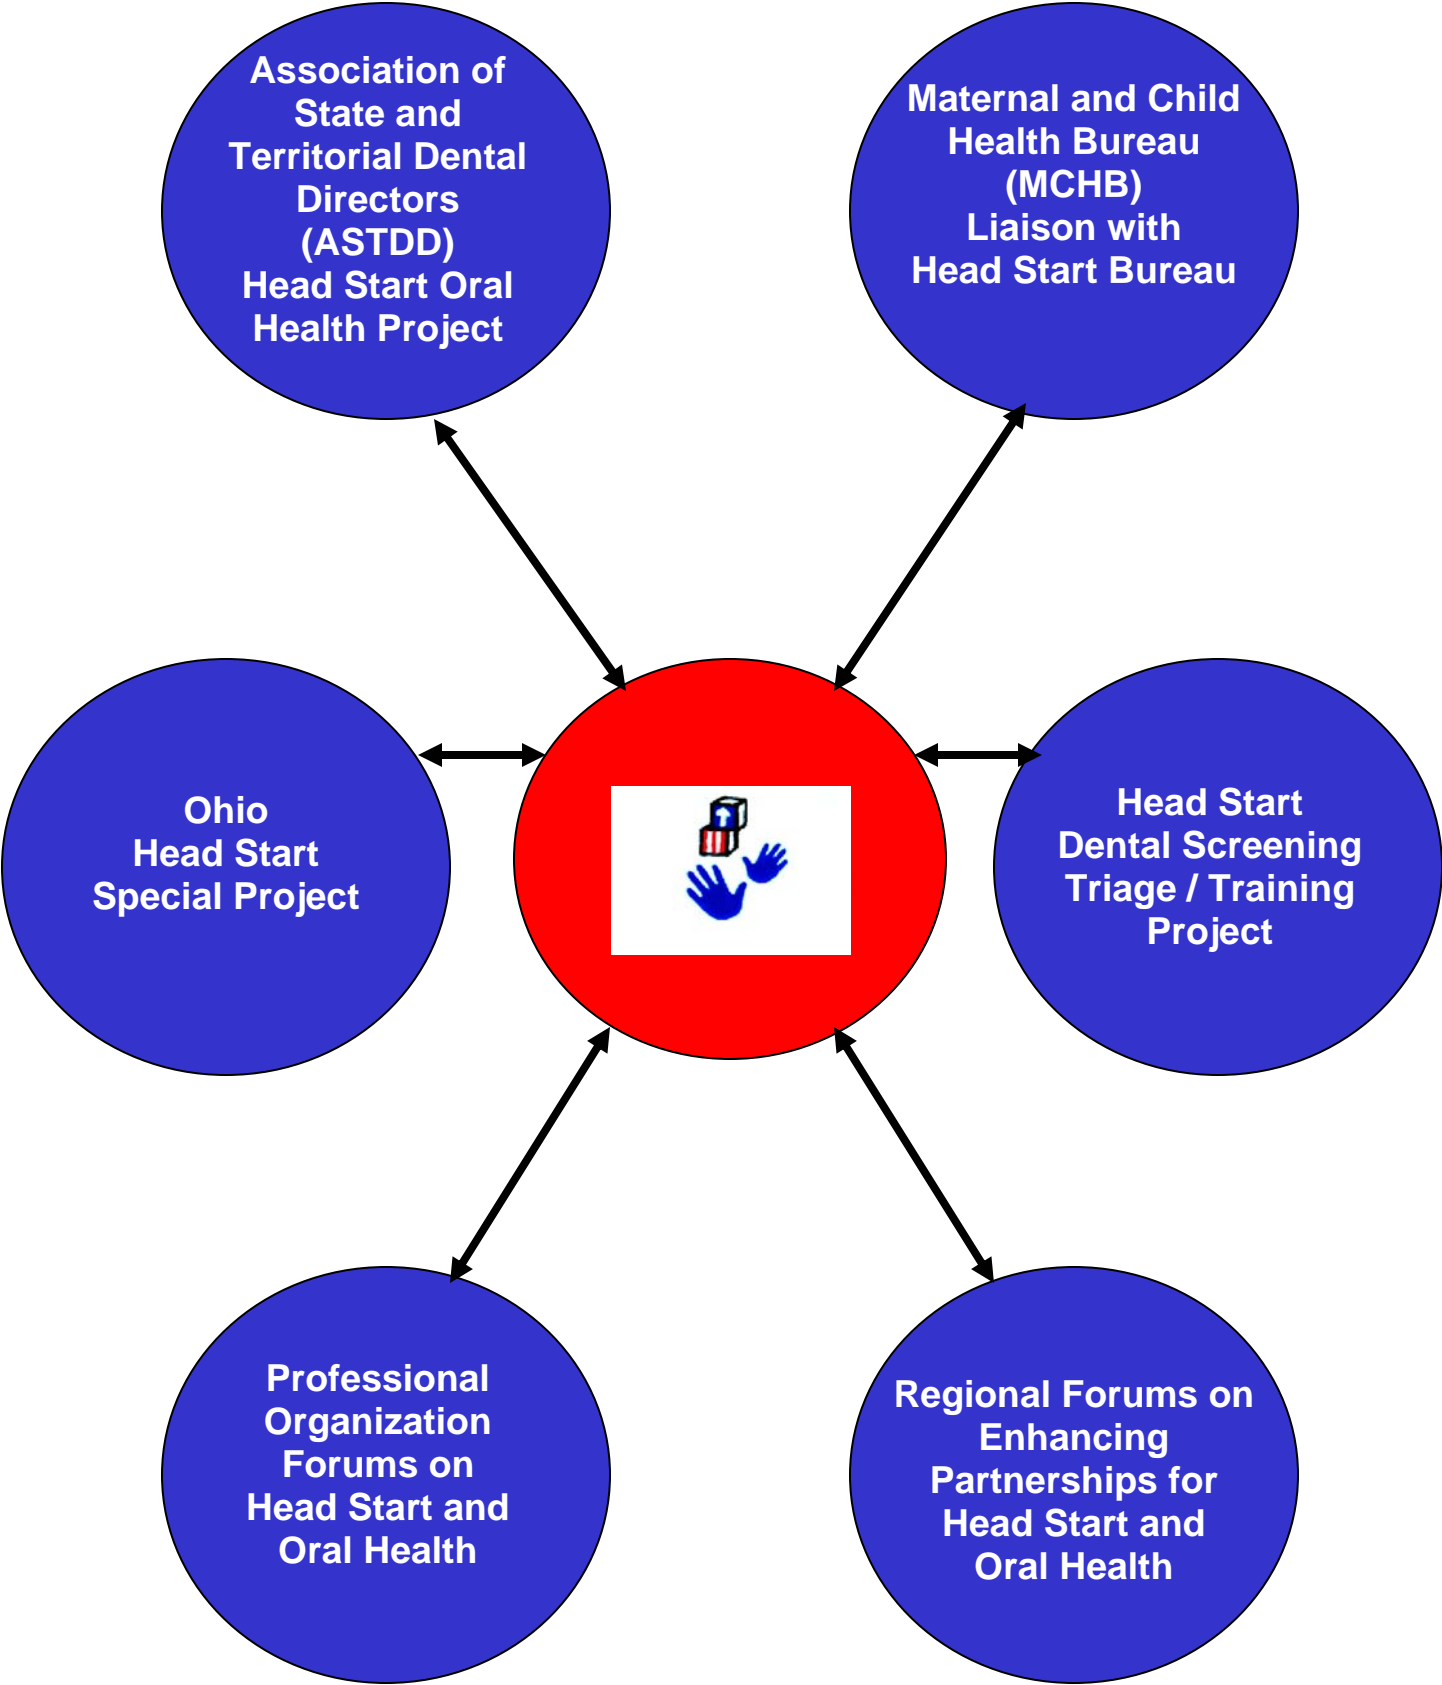 Association of
State and
Territorial Dental
Directors
(ASTDD)
Head Start Oral
Health Project
Maternal and Child
Health Bureau
(MCHB)
Liaison with
Head Start Bureau
Ohio
Head Start
Special Project
Head Start
Dental Screening
Triage / Training
Project
Professional
Organization
Forums on
Head Start and
Oral Health
Regional Forums on
Enhancing
Partnerships for
Head Start and
Oral Health